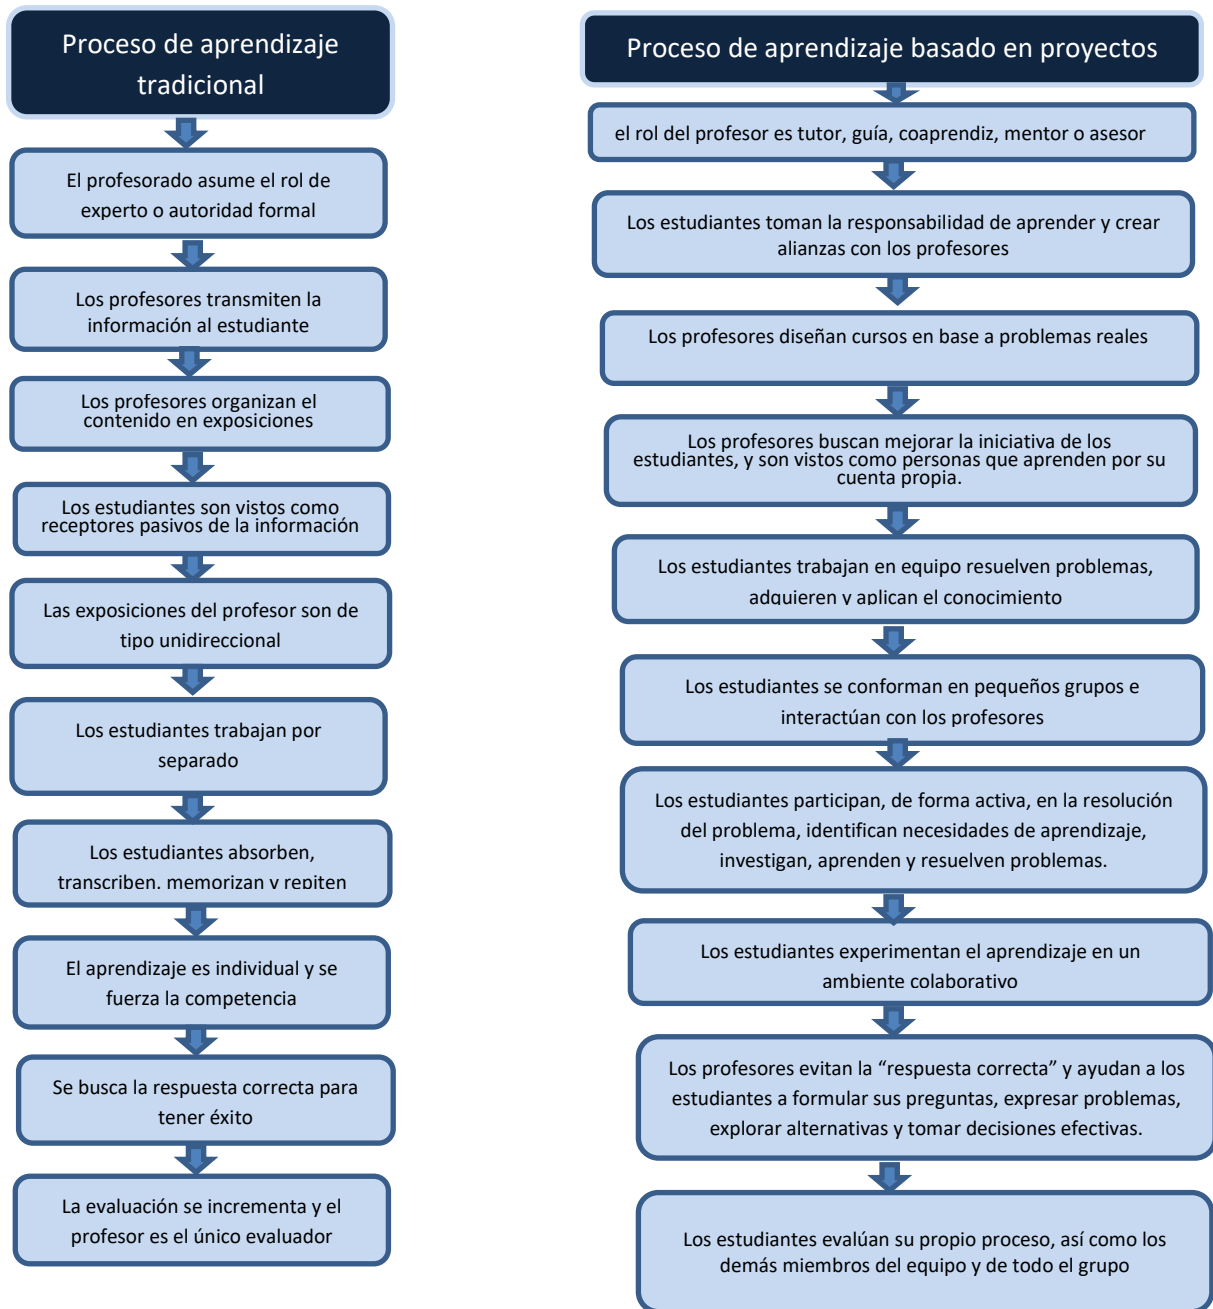 Proceso de aprendizaje
tradicional
El profesorado asume el rol de
experto o autoridad formal
Los profesores transmiten la
información al estudiante
Los profesores organizan el
contenido en exposiciones
Los estudiantes son vistos como
receptores pasivos de la información
Las exposiciones del profesor son de
tipo unidireccional
Los estudiantes trabajan por
separado
Los estudiantes absorben,
transcriben, memorizan y repiten
El aprendizaje es individual y se
fuerza la competencia
Se busca la respuesta correcta para
tener éxito
La evaluación se incrementa y el
profesor es el único evaluador
Proceso de aprendizaje basado en proyectos
el rol del profesor es tutor, guía, coaprendiz, mentor o asesor
Los estudiantes toman la responsabilidad de aprender y crear
alianzas con los profesores
Los profesores diseñan cursos en base a problemas reales
Los profesores buscan mejorar la iniciativa de los
estudiantes, y son vistos como personas que aprenden por su
cuenta propia.
Los estudiantes trabajan en equipo resuelven problemas,
adquieren y aplican el conocimiento
Los estudiantes se conforman en pequeños grupos e
interactúan con los profesores
Los estudiantes participan, de forma activa, en la resolución
del problema, identifican necesidades de aprendizaje,
investigan, aprenden y resuelven problemas.
Los estudiantes experimentan el aprendizaje en un
ambiente colaborativo
Los profesores evitan la “respuesta correcta” y ayudan a los
estudiantes a formular sus preguntas, expresar problemas,
explorar alternativas y tomar decisiones efectivas.
Los estudiantes evalúan su propio proceso, así como los
demás miembros del equipo y de todo el grupo